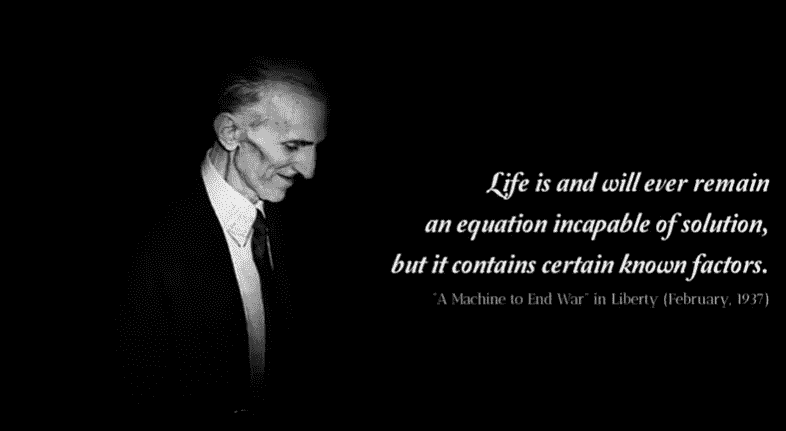 Life is and will ever remain
an equation incapable of solution,
but it contains certain known factors.
"A Machine to End War" in Liberty (February, 1937)